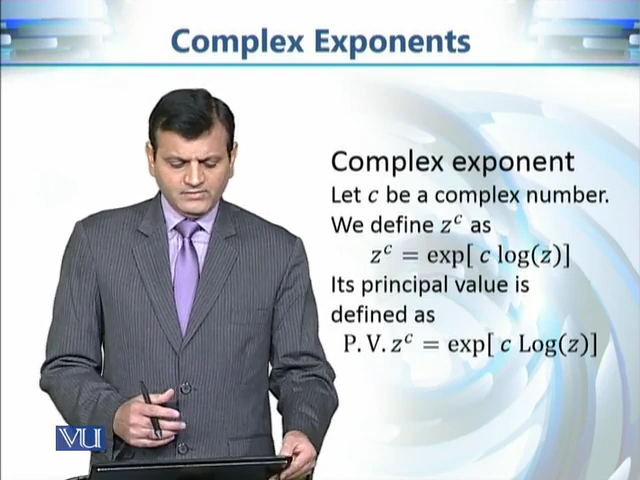 Complex Exponents
Complex exponent
Let c be a complex number.
We define z^c as
z^c = exp[ c log(z)]
Its principal value is
defined as
P. V. z^c = exp[ c Log(z)]
VU